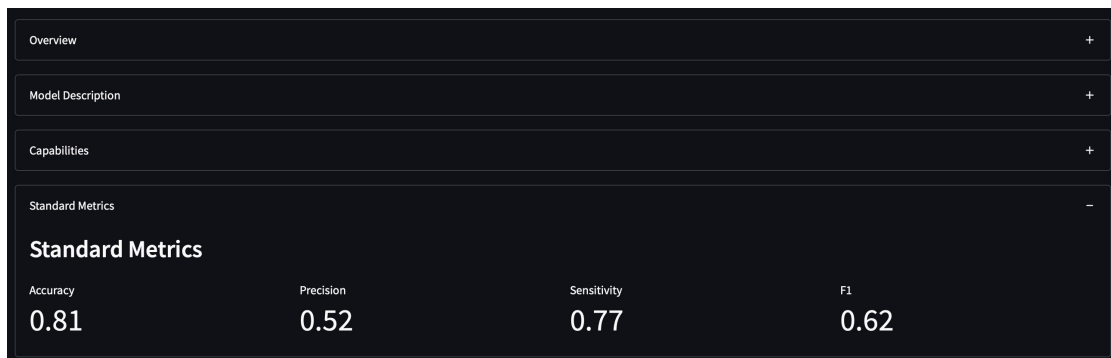 Overview +
Model Description +
Capabilities +
Standard Metrics −
Standard Metrics
Accuracy Precision Sensitivity F1
0.81 0.52 0.77 0.62